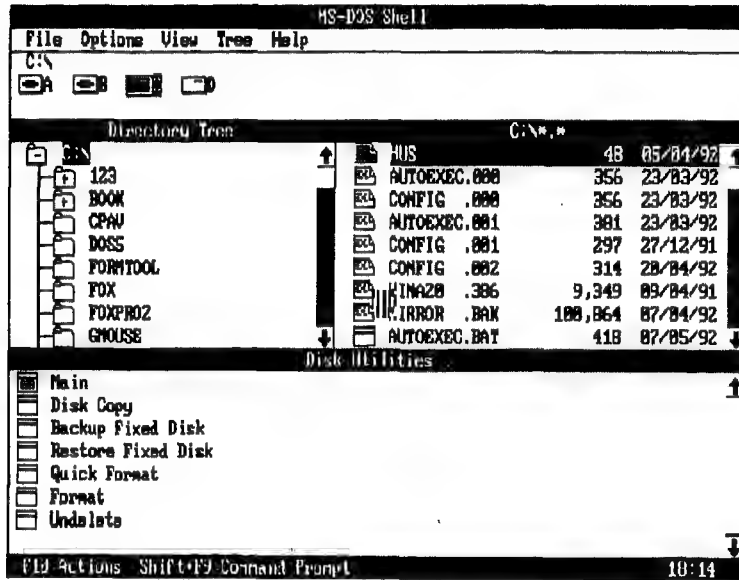 MS-DOS Shell
File Options View Tree Help
C:\
A B C D
Directory Tree
C:\
123
BOOK
CPAV
DOS5
FORMTOOL
FOX
FOXPRO2
GMOUSE
C:\*.*
HUS 48 05/04/92
AUTOEXEC.000 356 23/03/92
CONFIG .000 356 23/03/92
AUTOEXEC.001 381 23/03/92
CONFIG .001 297 27/12/91
CONFIG .002 314 28/04/92
WINA20 .386 9,349 09/04/91
MIRROR .BAK 100,864 07/04/92
AUTOEXEC.BAT 418 07/05/92
Disk Utilities
Main
Disk Copy
Backup Fixed Disk
Restore Fixed Disk
Quick Format
Format
Undelete
F10 Actions Shift+F9 Command Prompt 18:14